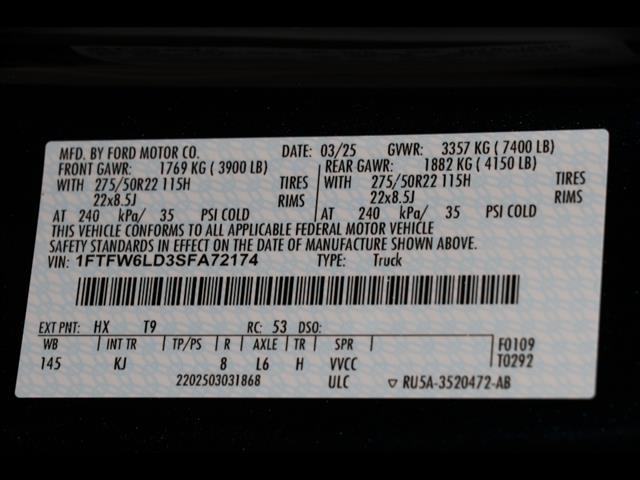 MFD. BY FORD MOTOR CO. DATE: 03/25 GVWR: 3357 KG ( 7400 LB)
FRONT GAWR: 1769 KG ( 3900 LB) REAR GAWR: 1882 KG ( 4150 LB)
WITH 275/50R22 115H TIRES WITH 275/50R22 115H TIRES
22x8.5J RIMS 22x8.5J RIMS
AT 240 kPa/ 35 PSI COLD AT 240 kPa/ 35 PSI COLD
THIS VEHICLE CONFORMS TO ALL APPLICABLE FEDERAL MOTOR VEHICLE
SAFETY STANDARDS IN EFFECT ON THE DATE OF MANUFACTURE SHOWN ABOVE.
VIN: 1FTFW6LD3SFA72174 TYPE: Truck
EXT PNT: HX T9 RC: 53 DSO:
WB INT TR TP/PS R AXLE TR SPR F0109
145 KJ 8 L6 H VVCC T0292
2202503031868 ULC ▽ RU5A-3520472-AB